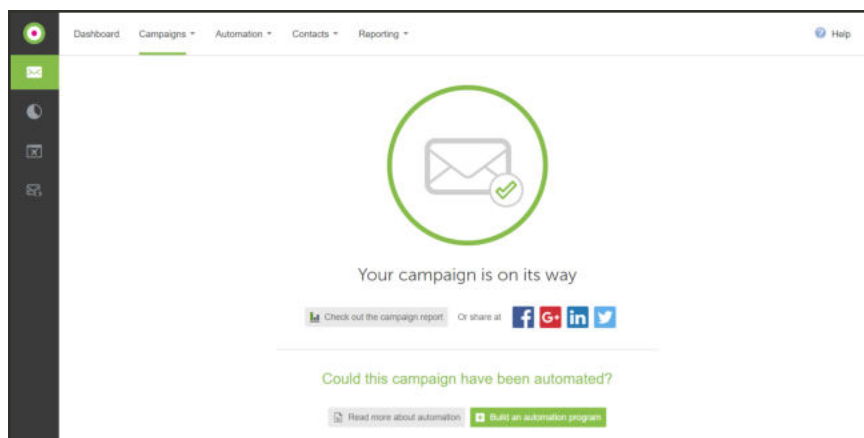 Dashboard Campaigns Automation Contacts Reporting Help
Your campaign is on its way
Check out the campaign report Or share at f G+ in
Could this campaign have been automated?
Read more about automation Build an automation program